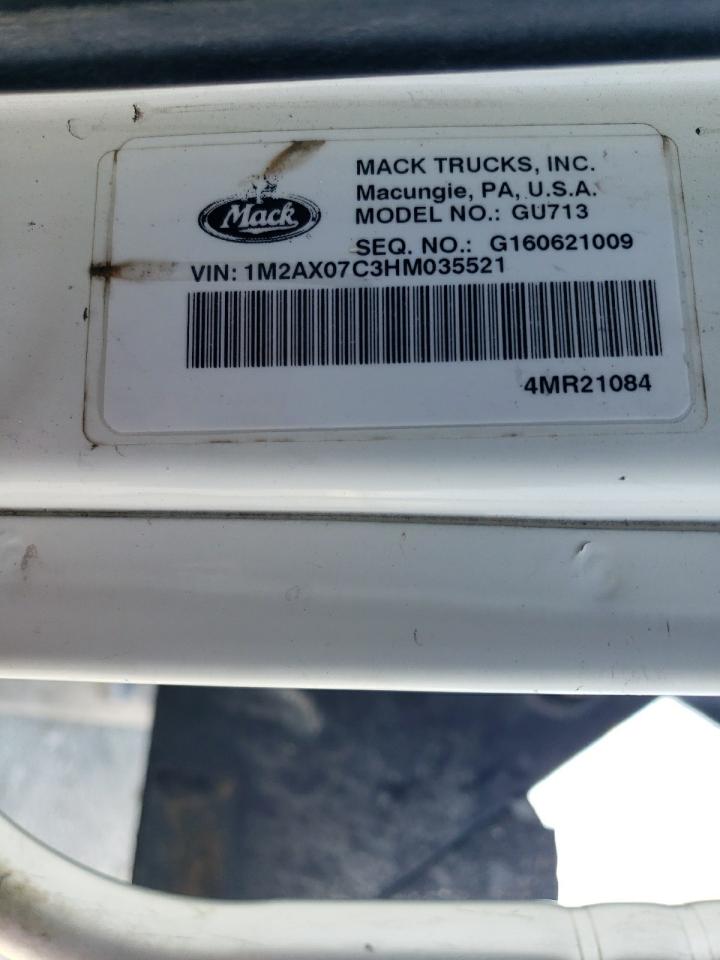 Mack
MACK TRUCKS, INC.
Macungie, PA, U.S.A.
MODEL NO.: GU713
SEQ. NO.: G160621009
VIN: 1M2AX07C3HM035521
4MR21084